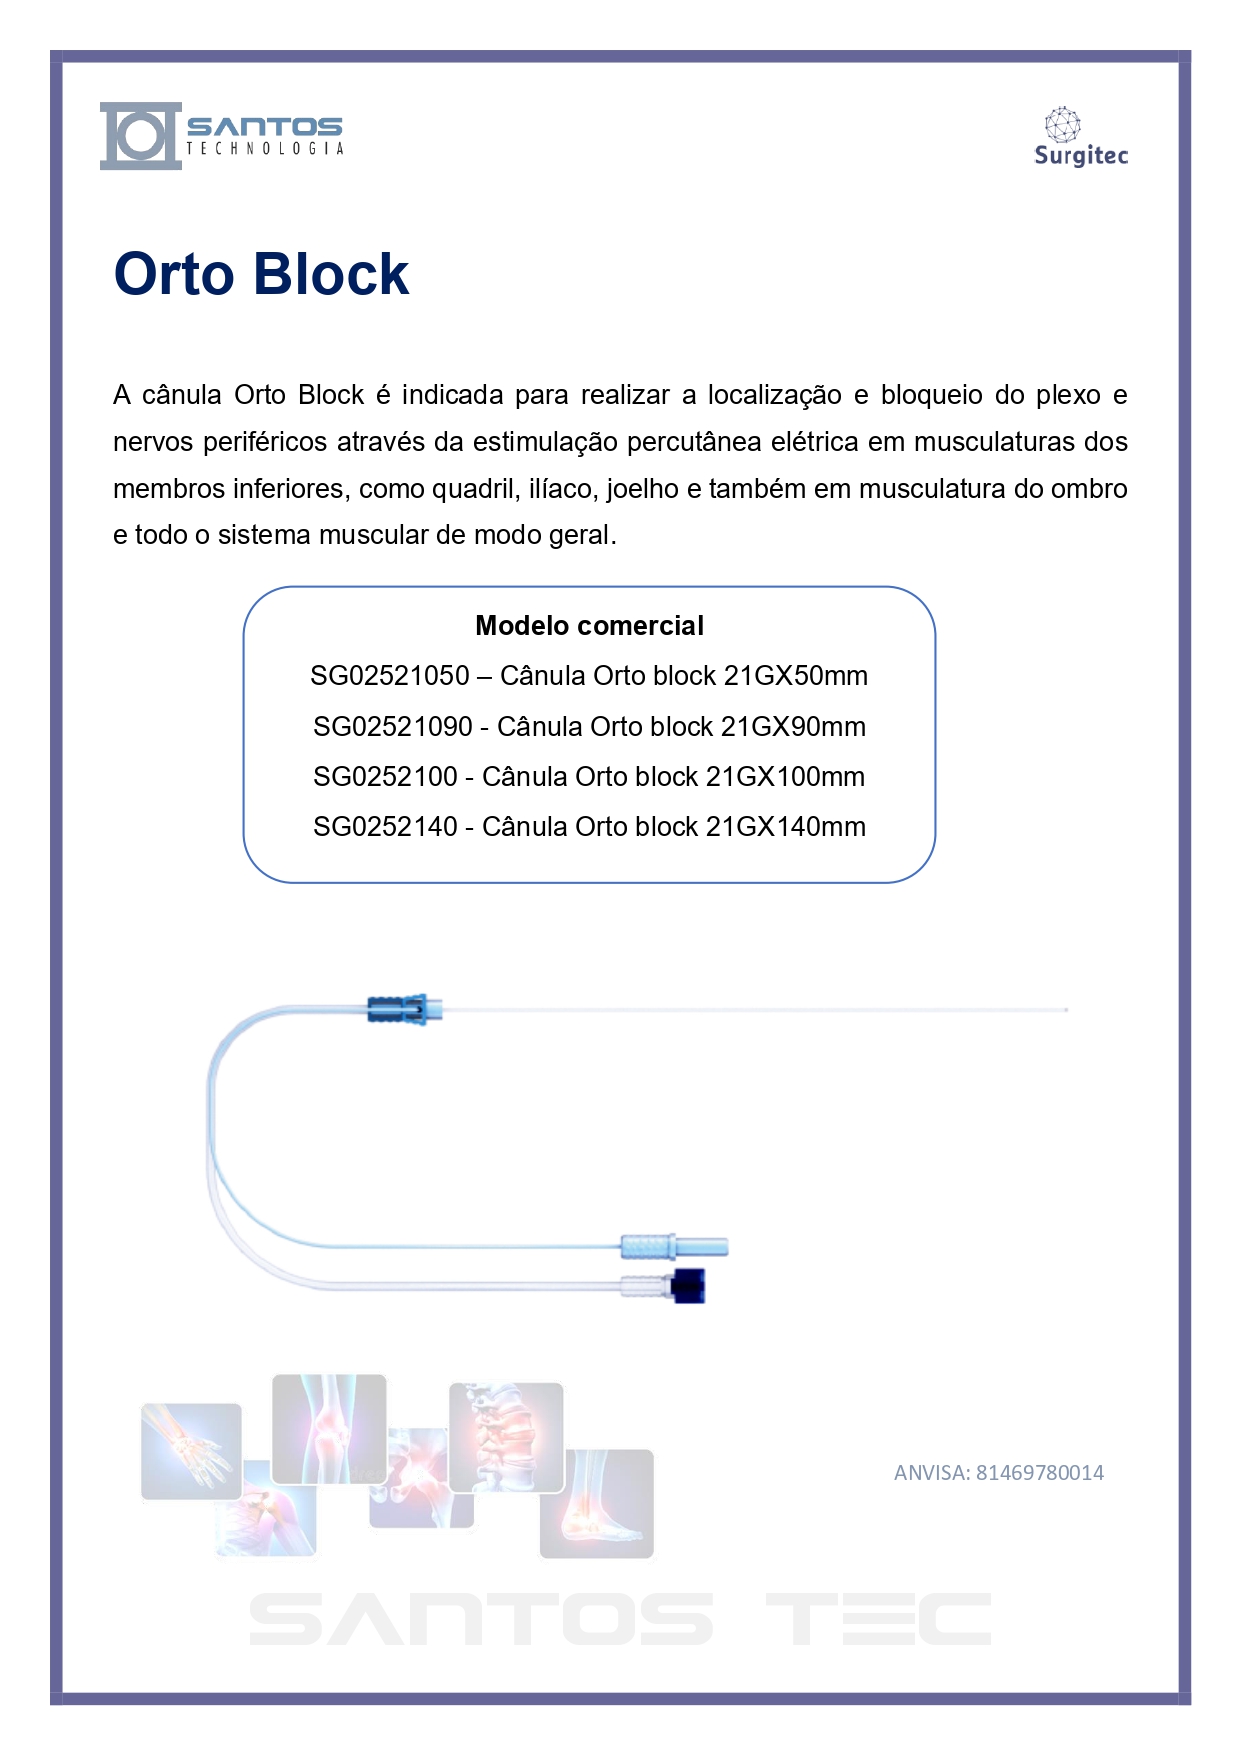 SANTOS
TECHNOLOGIA
Surgitec
Orto Block
A cânula Orto Block é indicada para realizar a localização e bloqueio do plexo e
nervos periféricos através da estimulação percutânea elétrica em musculaturas dos
membros inferiores, como quadril, ilíaco, joelho e também em musculatura do ombro
e todo o sistema muscular de modo geral.
Modelo comercial
SG02521050 – Cânula Orto block 21GX50mm
SG02521090 - Cânula Orto block 21GX90mm
SG0252100 - Cânula Orto block 21GX100mm
SG0252140 - Cânula Orto block 21GX140mm
ANVISA: 81469780014
SANTOS TEC